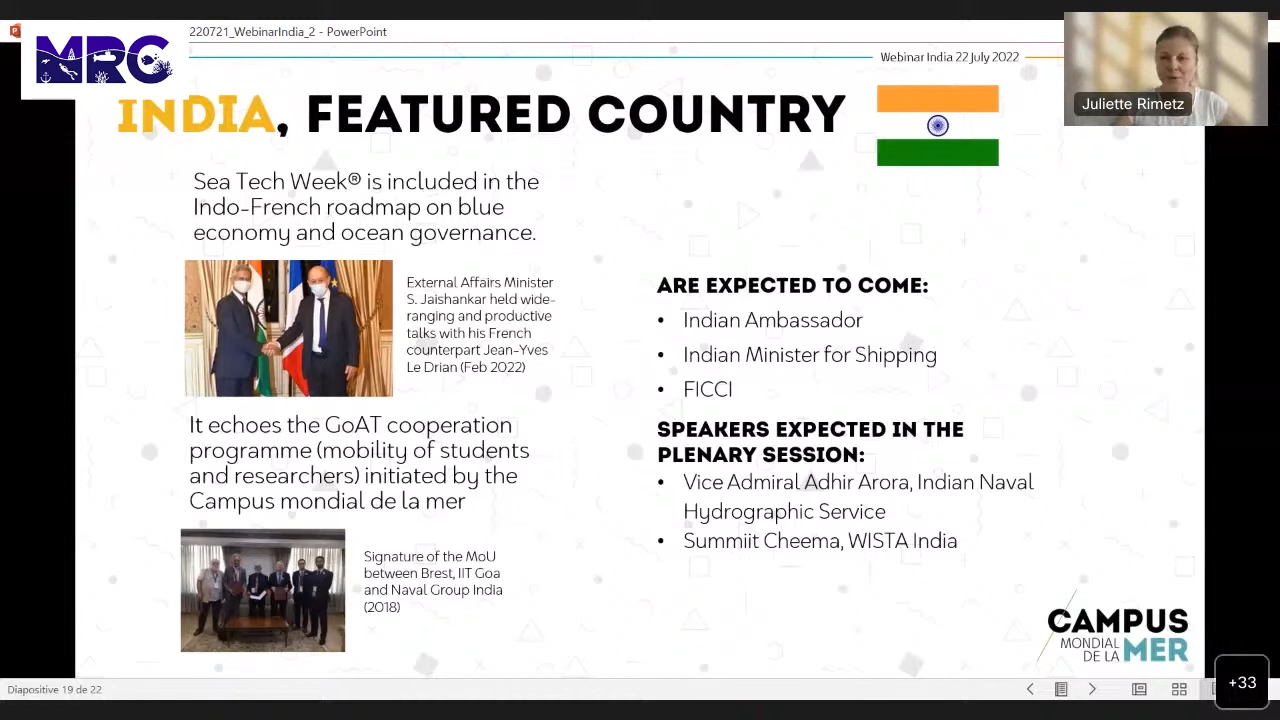 220721_WebinarIndia_2 - PowerPoint
MRC
Webinar India 22 July 2022
Juliette Rimetz
INDIA, FEATURED COUNTRY
Sea Tech Week® is included in the
Indo-French roadmap on blue
economy and ocean governance.
External Affairs Minister
S. Jaishankar held wide-
ranging and productive
talks with his French
counterpart Jean-Yves
Le Drian (Feb 2022)
It echoes the GoAT cooperation
programme (mobility of students
and researchers) initiated by the
Campus mondial de la mer
Signature of the MoU
between Brest, IIT Goa
and Naval Group India
(2018)
ARE EXPECTED TO COME:
• Indian Ambassador
• Indian Minister for Shipping
• FICCI
SPEAKERS EXPECTED IN THE
PLENARY SESSION:
• Vice Admiral Adhir Arora, Indian Naval
Hydrographic Service
• Summiit Cheema, WISTA India
CAMPUS
MONDIAL
DE LA MER
Diapositive 19 de 22
+33